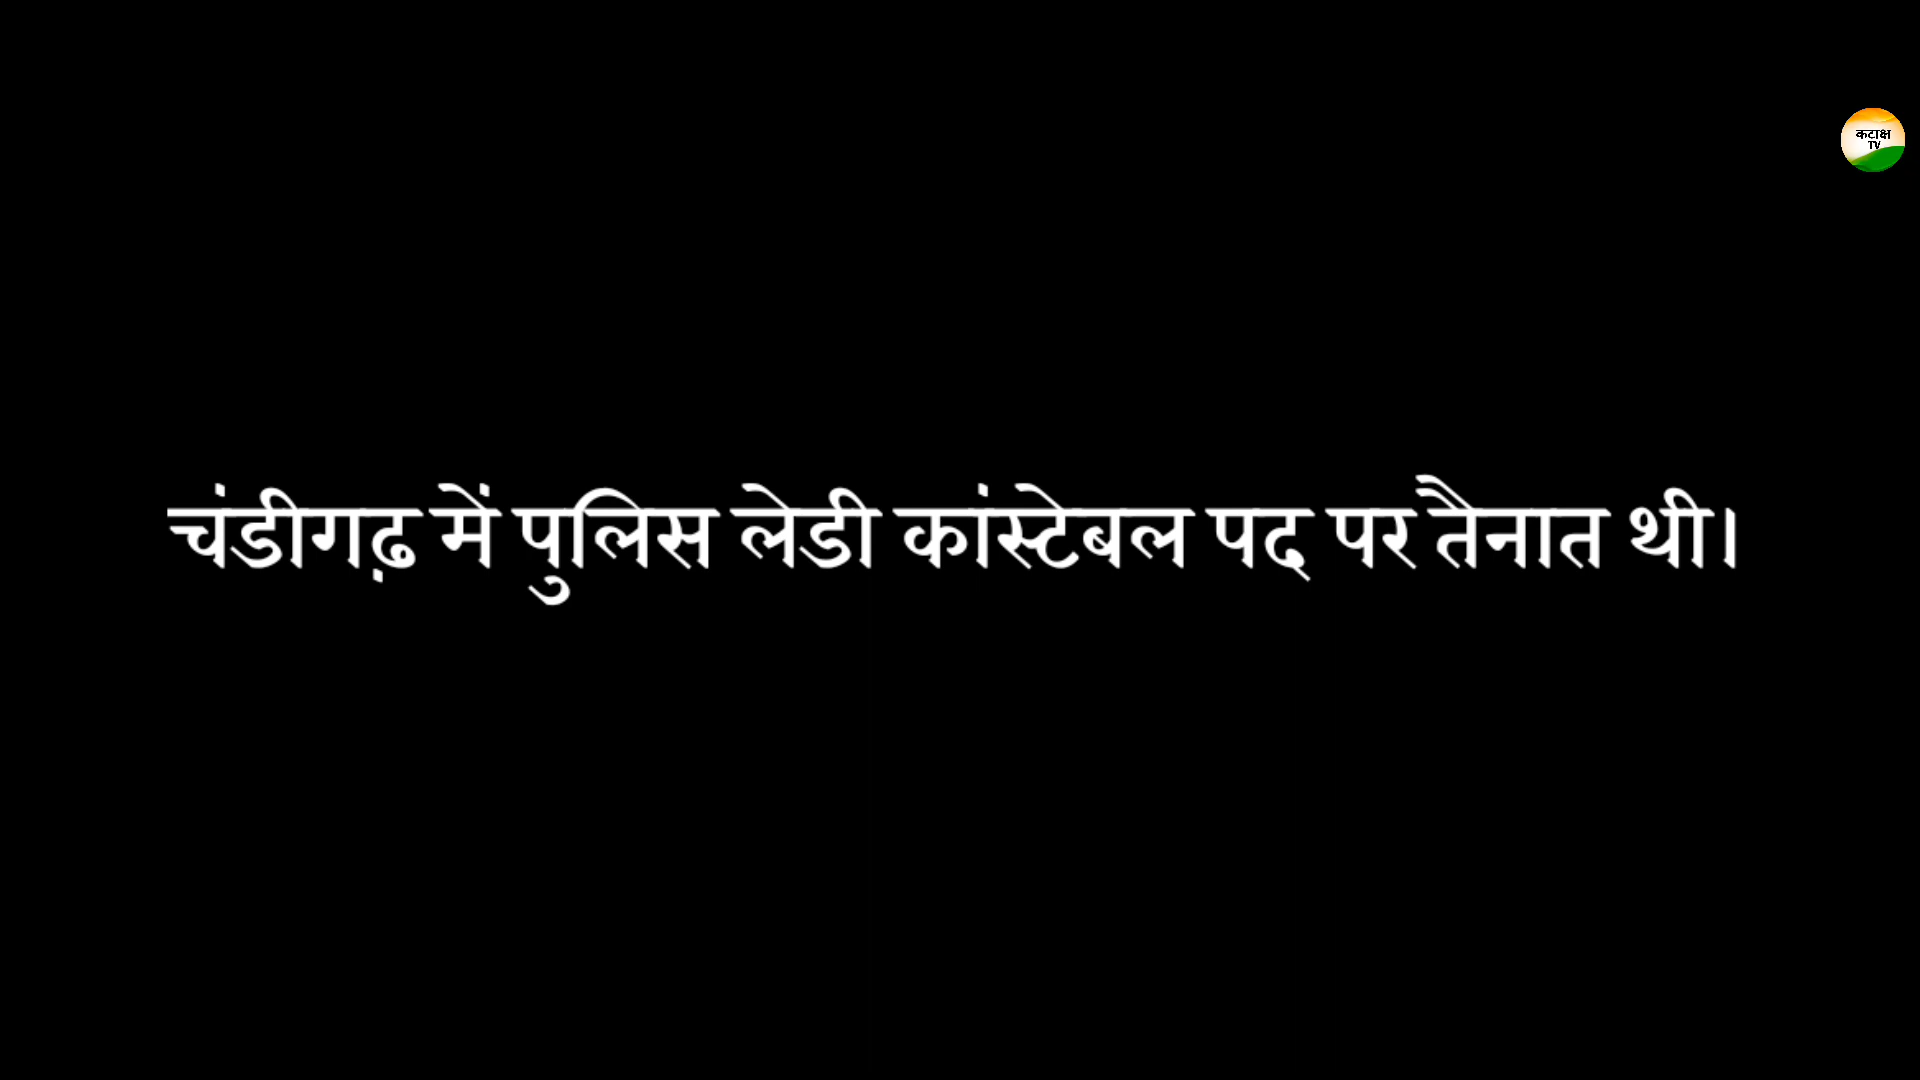 कटाक्ष
TV
चंडीगढ़ में पुलिस लेडी कांस्टेबल पद पर तैनात थी।